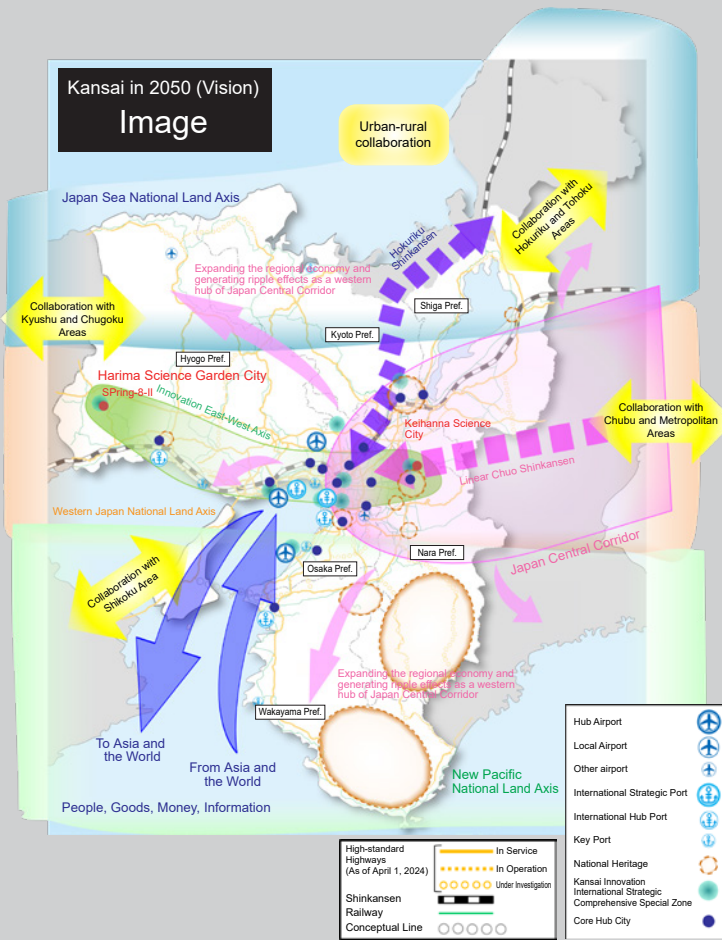 Kansai in 2050 (Vision)
Image
Urban-rural
collaboration
Japan Sea National Land Axis
Hokuriku
Shinkansen
Collaboration with
Hokuriku and Tohoku
Areas
Expanding the regional economy and
generating ripple effects as a western
hub of Japan Central Corridor
Collaboration with
Kyushu and Chugoku
Areas
Shiga Pref.
Kyoto Pref.
Hyogo Pref.
Harima Science Garden City
SPring-8-II
Innovation East-West Axis
Keihanna Science
City
Collaboration with
Chubu and Metropolitan
Areas
Linear Chuo Shinkansen
Western Japan National Land Axis
Japan Central Corridor
Nara Pref.
Osaka Pref.
Collaboration with
Shikoku Area
Expanding the regional economy and
generating ripple effects as a western
hub of Japan Central Corridor
Wakayama Pref.
To Asia and
the World
From Asia and
the World
People, Goods, Money, Information
New Pacific
National Land Axis
Hub Airport
Local Airport
Other airport
International Strategic Port
International Hub Port
Key Port
National Heritage
Kansai Innovation
International Strategic
Comprehensive Special Zone
Core Hub City
High-standard
Highways
(As of April 1, 2024)
In Service
In Operation
Under Investigation
Shinkansen
Railway
Conceptual Line